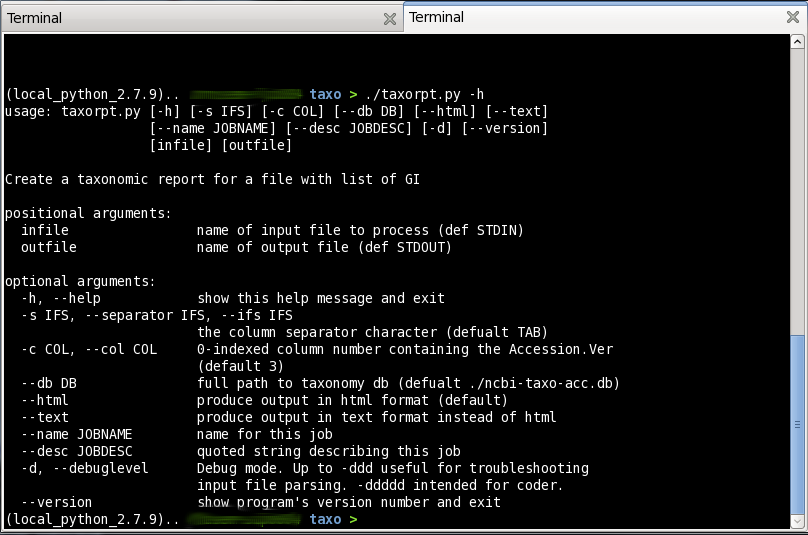 Terminal
Terminal
(local_python_2.7.9).. taxo > ./taxorpt.py -h
usage: taxorpt.py [-h] [-s IFS] [-c COL] [--db DB] [--html] [--text]
[--name JOBNAME] [--desc JOBDESC] [-d] [--version]
[infile] [outfile]
Create a taxonomic report for a file with list of GI
positional arguments:
infile name of input file to process (def STDIN)
outfile name of output file (def STDOUT)
optional arguments:
-h, --help show this help message and exit
-s IFS, --separator IFS, --ifs IFS
the column separator character (defualt TAB)
-c COL, --col COL 0-indexed column number containing the Accession.Ver
(default 3)
--db DB full path to taxonomy db (defualt ./ncbi-taxo-acc.db)
--html produce output in html format (default)
--text produce output in text format instead of html
--name JOBNAME name for this job
--desc JOBDESC quoted string describing this job
-d, --debuglevel Debug mode. Up to -ddd useful for troubleshooting
input file parsing. -ddddd intended for coder.
--version show program's version number and exit
(local_python_2.7.9).. taxo >